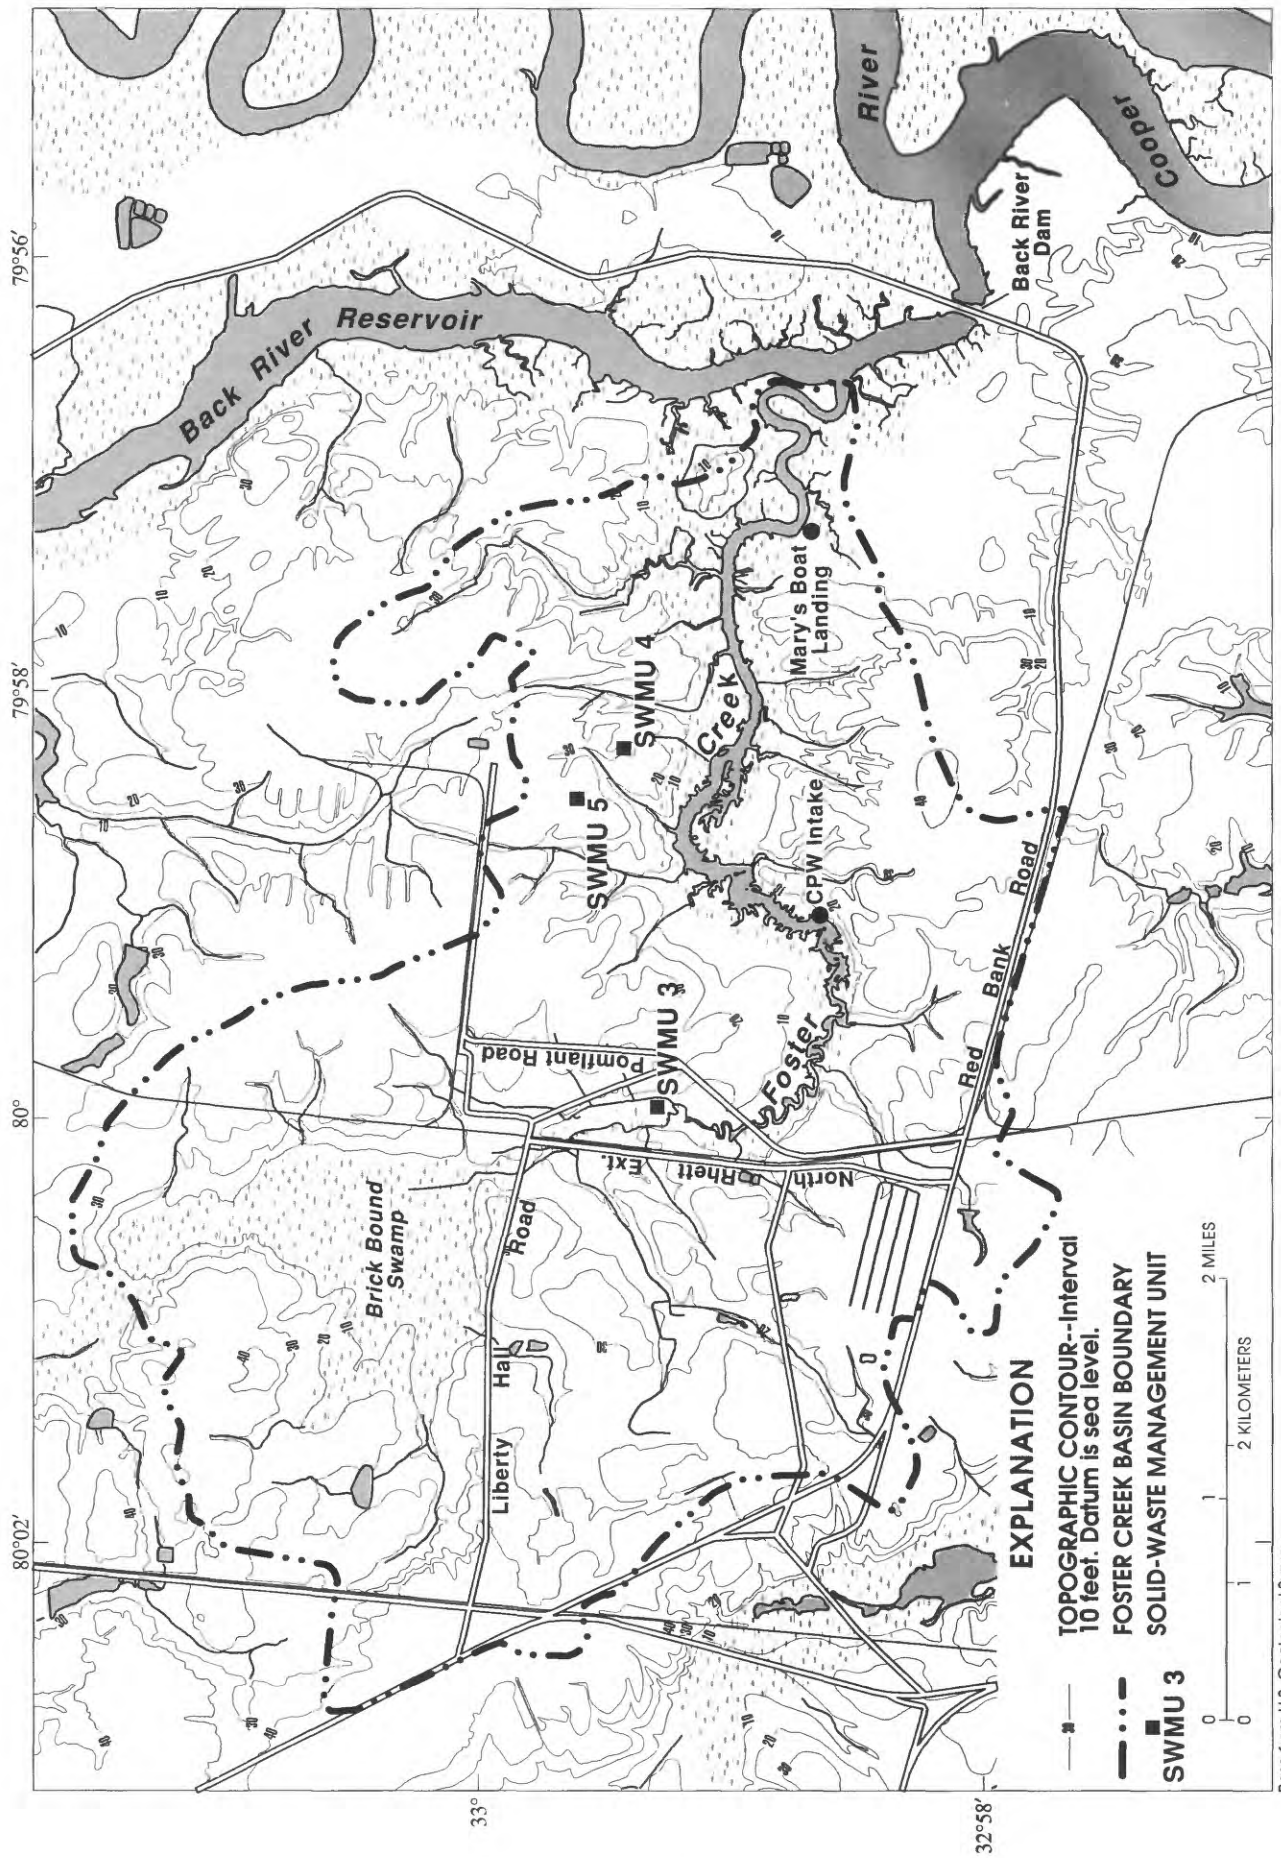 80°02'
80°
79°58'
79°56'
33°
32°58'
Back River Reservoir
Brick Bound
Swamp
Liberty Hall Road
Pomflant Road
SWMU 3
SWMU 5
SWMU 4
North Rhett Ext.
Foster Creek
CPW Intake
Mary's Boat
Landing
Red Bank Road
Back River
Dam
Cooper River
EXPLANATION
30
TOPOGRAPHIC CONTOUR--Interval
10 feet. Datum is sea level.
FOSTER CREEK BASIN BOUNDARY
SWMU 3
SOLID-WASTE MANAGEMENT UNIT
0 1 2 MILES
0 1 2 KILOMETERS